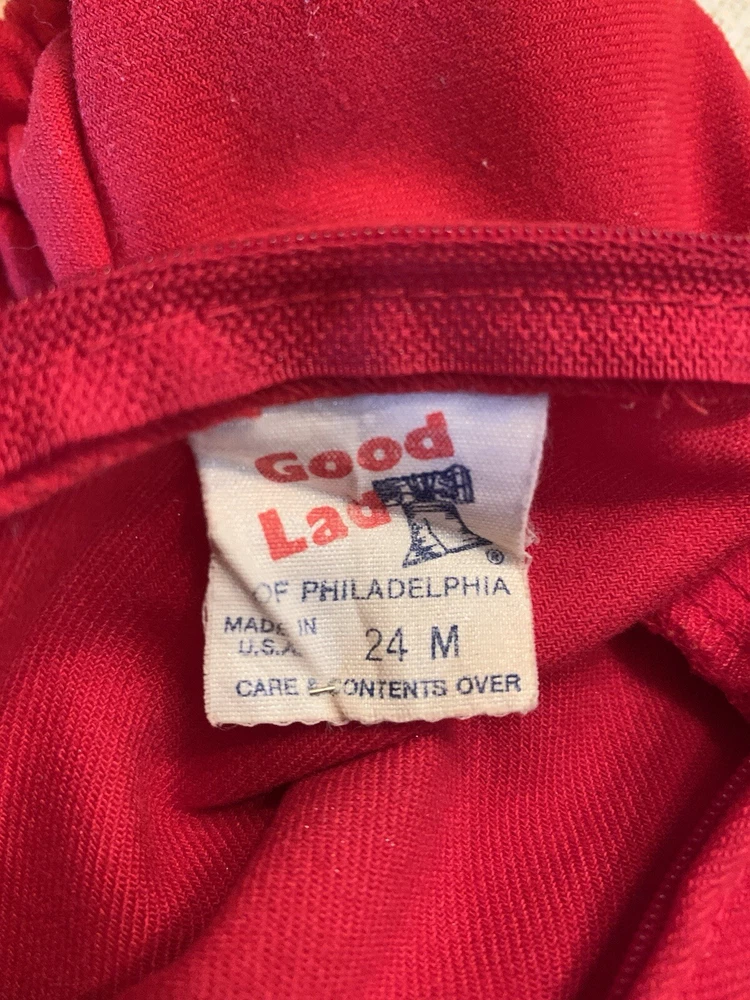 Good
Lad
®
OF PHILADELPHIA
MADE IN
U.S.A.
24 M
CARE & CONTENTS OVER